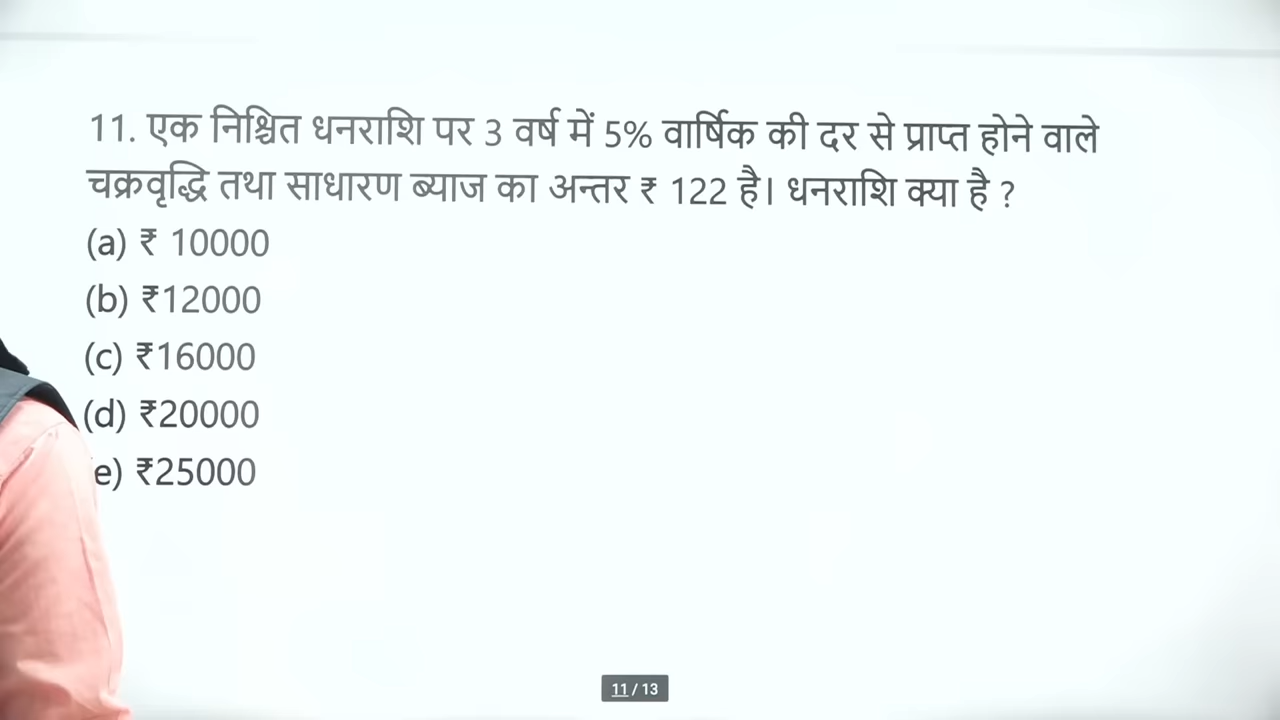 11. एक निश्चित धनराशि पर 3 वर्ष में 5% वार्षिक की दर से प्राप्त होने वाले
चक्रवृद्धि तथा साधारण ब्याज का अन्तर ₹ 122 है। धनराशि क्या है ?
(a) ₹ 10000
(b) ₹12000
(c) ₹16000
(d) ₹20000
e) ₹25000
11 / 13